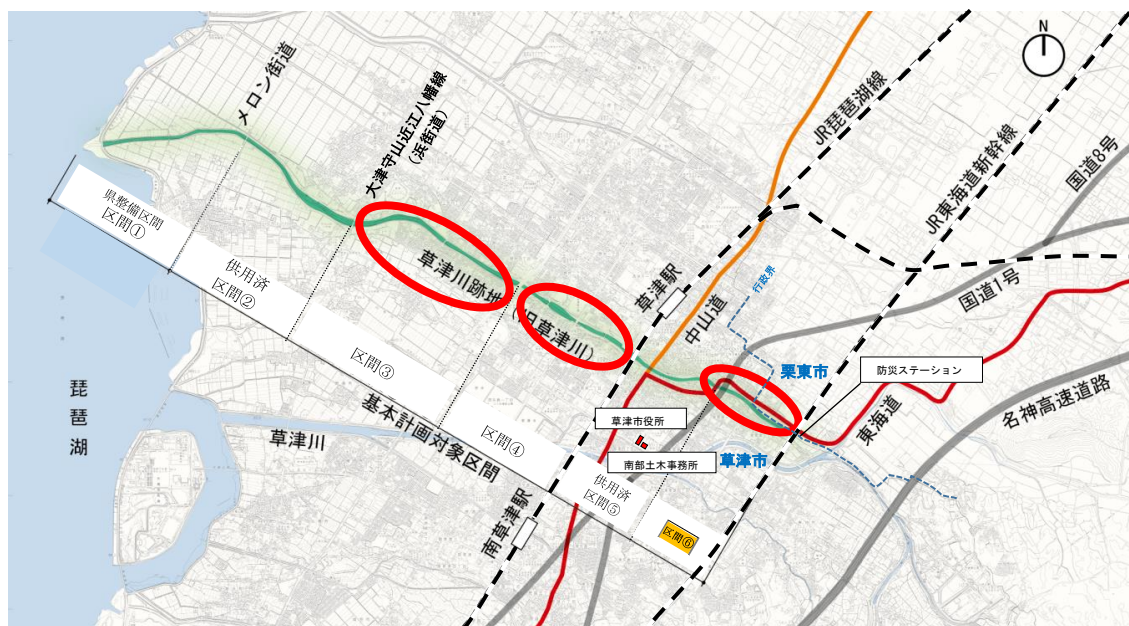 N
メロン街道
大津守山近江八幡線
（浜街道）
JR琵琶湖線
JR東海道新幹線
国道8号
県整備区間
区間①
供用済
区間②
草津川跡地（旧草津川）
草津駅
中山道
行政界
国道1号
栗東市
防災ステーション
区間③
琵琶湖
草津川
基本計画対象区間
区間④
草津市役所
南部土木事務所
草津市
東海道
名神高速道路
供用済
区間⑤
南草津駅
区間⑥